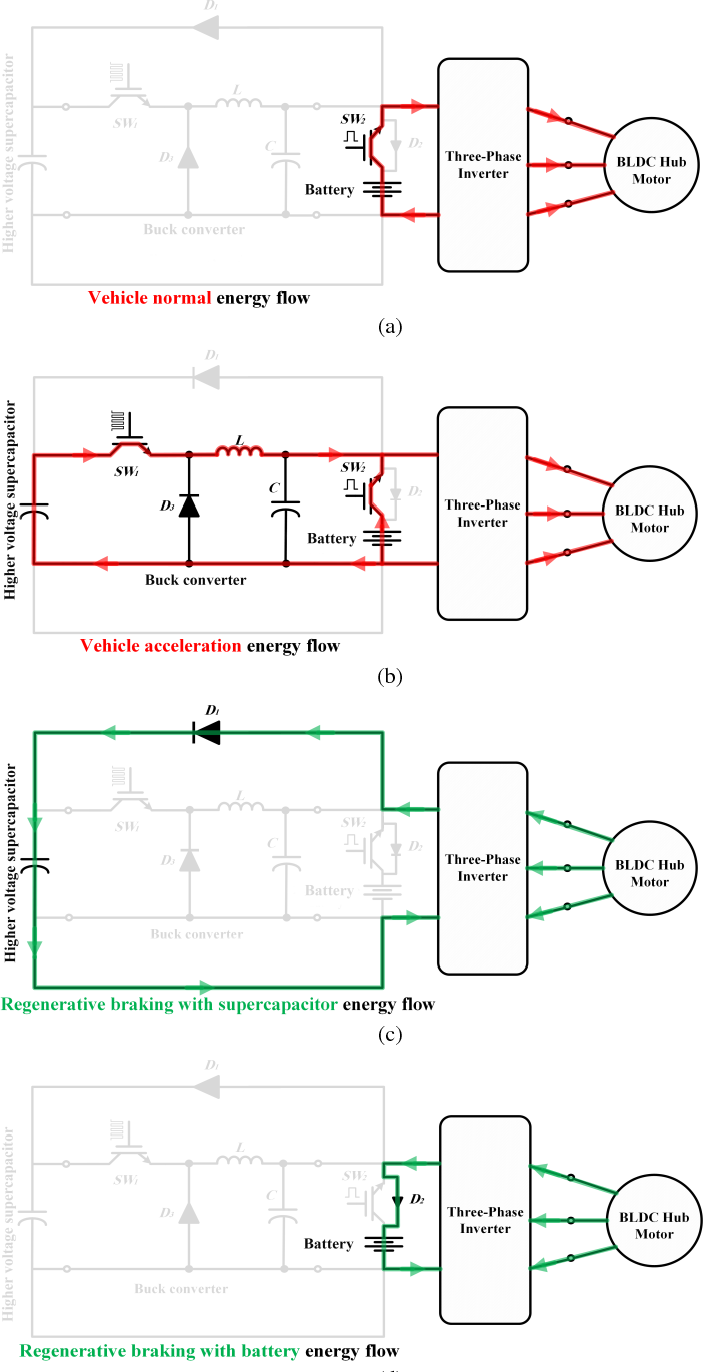 D1
Higher voltage supercapacitor
SW1
L
D3
C
SW2
D2
Battery
Buck converter
Three-Phase
Inverter
BLDC Hub
Motor
Vehicle normal energy flow
(a)
D1
Higher voltage supercapacitor
SW1
L
D3
C
SW2
D2
Battery
Buck converter
Three-Phase
Inverter
BLDC Hub
Motor
Vehicle acceleration energy flow
(b)
D1
Higher voltage supercapacitor
SW1
L
C
SW2
D2
Battery
Buck converter
Three-Phase
Inverter
BLDC Hub
Motor
Regenerative braking with supercapacitor energy flow
(c)
D1
Higher voltage supercapacitor
SW1
L
D3
C
SW2
D2
Battery
Buck converter
Three-Phase
Inverter
BLDC Hub
Motor
Regenerative braking with battery energy flow